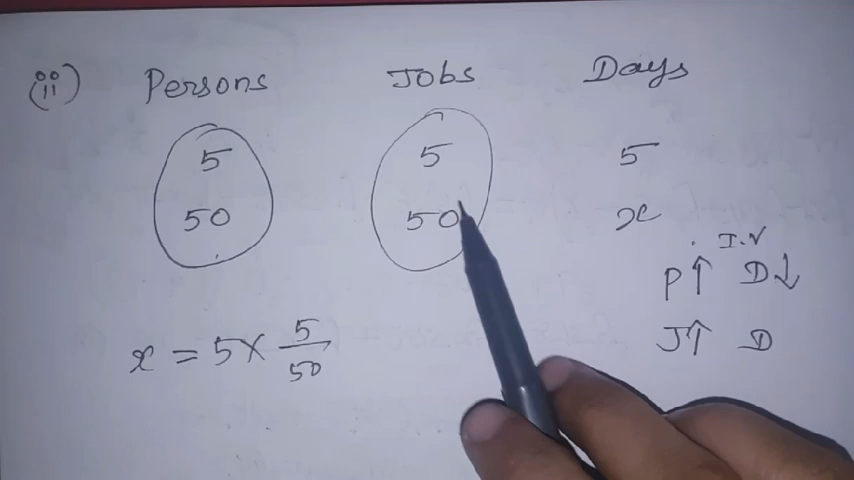 (ii) Persons Jobs Days
5 5 5
50 50 x
I.V
P↑ D↓
x = 5 × 5/50
J↑ D